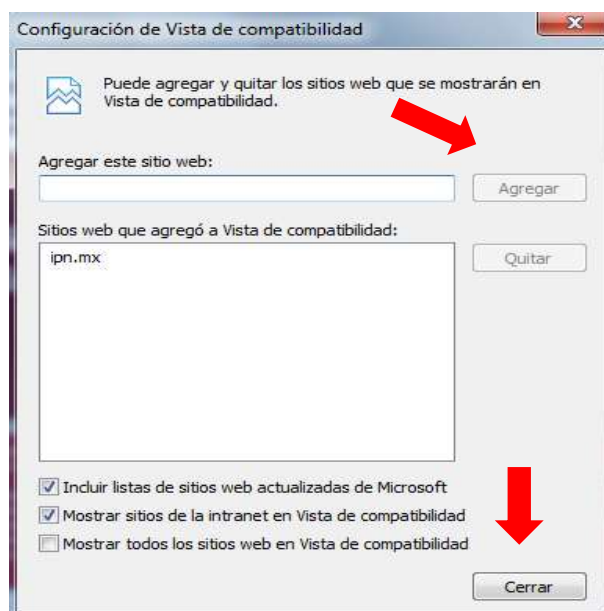 Configuración de Vista de compatibilidad
Puede agregar y quitar los sitios web que se mostrarán en
Vista de compatibilidad.
Agregar este sitio web:
Agregar
Sitios web que agregó a Vista de compatibilidad:
ipn.mx
Quitar
Incluir listas de sitios web actualizadas de Microsoft
Mostrar sitios de la intranet en Vista de compatibilidad
Mostrar todos los sitios web en Vista de compatibilidad
Cerrar